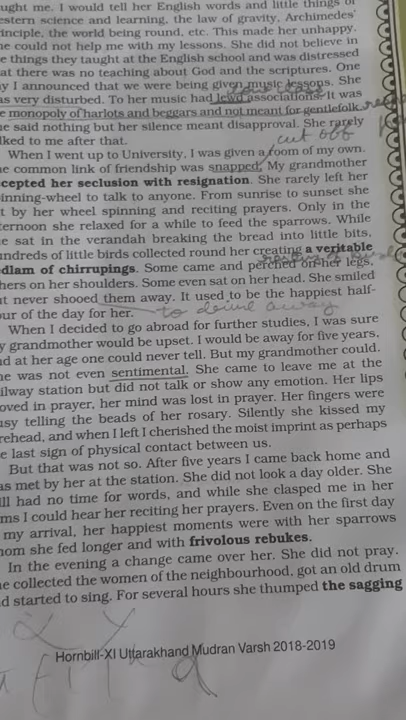 ught me. I would tell her English words and little things of
estern science and learning, the law of gravity, Archimedes'
inciple, the world being round, etc. This made her unhappy.
e could not help me with my lessons. She did not believe in
e things they taught at the English school and was distressed
at there was no teaching about God and the scriptures. One
y I announced that we were being given music lessons. She
as very disturbed. To her music had lewd associations. It was
e monopoly of harlots and beggars and not meant for gentlefolk.
e said nothing but her silence meant disapproval. She rarely
lked to me after that.
cut off
When I went up to University, I was given a room of my own.
e common link of friendship was snapped. My grandmother
ccepted her seclusion with resignation. She rarely left her
inning-wheel to talk to anyone. From sunrise to sunset she
t by her wheel spinning and reciting prayers. Only in the
ternoon she relaxed for a while to feed the sparrows. While
e sat in the verandah breaking the bread into little bits,
undreds of little birds collected round her creating a veritable
dlam of chirrupings. Some came and perched on her legs,
hers on her shoulders. Some even sat on her head. She smiled
ut never shooed them away. It used to be the happiest half-
our of the day for her. to drive away
When I decided to go abroad for further studies, I was sure
y grandmother would be upset. I would be away for five years,
nd at her age one could never tell. But my grandmother could.
he was not even sentimental. She came to leave me at the
ilway station but did not talk or show any emotion. Her lips
oved in prayer, her mind was lost in prayer. Her fingers were
usy telling the beads of her rosary. Silently she kissed my
rehead, and when I left I cherished the moist imprint as perhaps
e last sign of physical contact between us.
But that was not so. After five years I came back home and
as met by her at the station. She did not look a day older. She
ill had no time for words, and while she clasped me in her
ms I could hear her reciting her prayers. Even on the first day
my arrival, her happiest moments were with her sparrows
hom she fed longer and with frivolous rebukes.
In the evening a change came over her. She did not pray.
e collected the women of the neighbourhood, got an old drum
d started to sing. For several hours she thumped the sagging
Hornbill-XI Uttarakhand Mudran Varsh 2018-2019